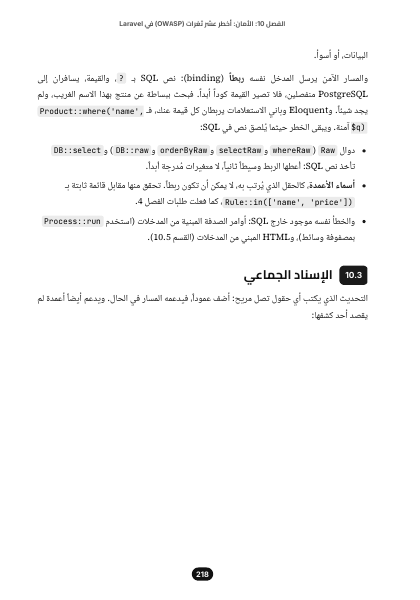 الفصل 10: الأمان: أخطر عشر ثغرات (OWASP) في Laravel
البيانات، أو أسوأ.
والمسار الآمن يرسل المدخل نفسه ربطاً (binding): نص SQL بـ ?، والقيمة، يسافران إلى
PostgreSQL منفصلين، فلا تصير القيمة كوداً أبداً. فبحث ببساطة عن منتج بهذا الاسم الغريب، ولم
يجد شيئاً. وEloquent وباني الاستعلامات يربطان كل قيمة عنك، فـ Product::where('name',
$q) آمنة. ويبقى الخطر حيثما يُلصق نص في SQL:
• دوال Raw (whereRaw و selectRaw و orderByRaw و DB::raw) و DB::select
تأخذ نص SQL: أعطها الربط وسيطاً ثانياً، لا متغيرات مُدرجة أبداً.
• أسماء الأعمدة، كالحقل الذي يُرتب به، لا يمكن أن تكون ربطاً. تحقق منها مقابل قائمة ثابتة بـ
Rule::in(['name', 'price'])، كما فعلت طلبات الفصل 4.
• والخطأ نفسه موجود خارج SQL: أوامر الصدفة المبنية من المدخلات (استخدم Process::run
بمصفوفة وسائط)، وHTML المبني من المدخلات (القسم 10.5).
10.3 الإسناد الجماعي
التحديث الذي يكتب أي حقول تصل مريح: أضف عموداً، فيدعمه المسار في الحال. ويدعم أيضاً أعمدة لم
يقصد أحد كشفها:
218